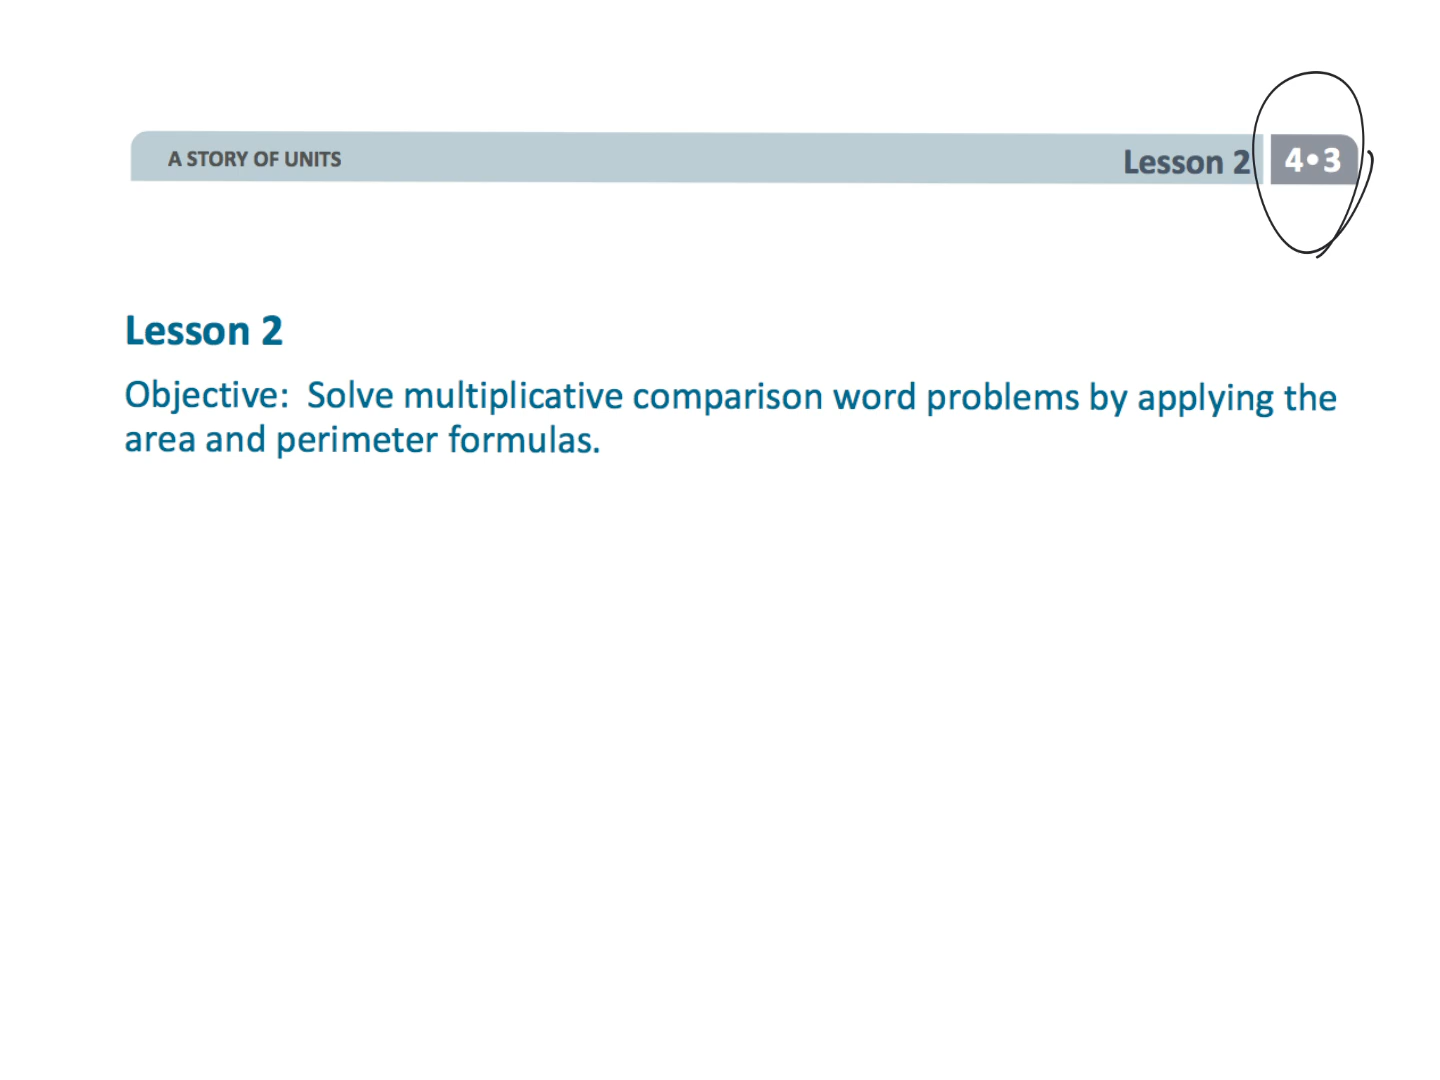 A STORY OF UNITS
Lesson 2
4•3
Lesson 2
Objective: Solve multiplicative comparison word problems by applying the
area and perimeter formulas.